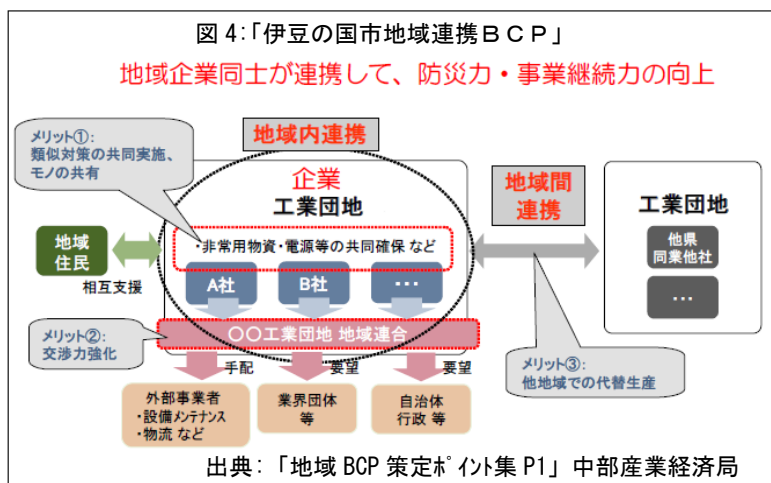 図4:「伊豆の国市地域連携BCP」
地域企業同士が連携して、防災力・事業継続力の向上
地域内連携
メリット①:
類似対策の共同実施、
モノの共有
企業
工業団地
・非常用物資・電源等の共同確保 など
A社
B社
・・・
〇〇工業団地 地域連合
地域
住民
相互支援
メリット②:
交渉力強化
手配
要望
要望
外部事業者
・設備メンテナンス
・物流 など
業界団体
等
自治体
行政 等
地域間
連携
工業団地
他県
同業他社
・・・
メリット③:
他地域での代替生産
出典:「地域BCP策定ポイント集P1」中部産業経済局